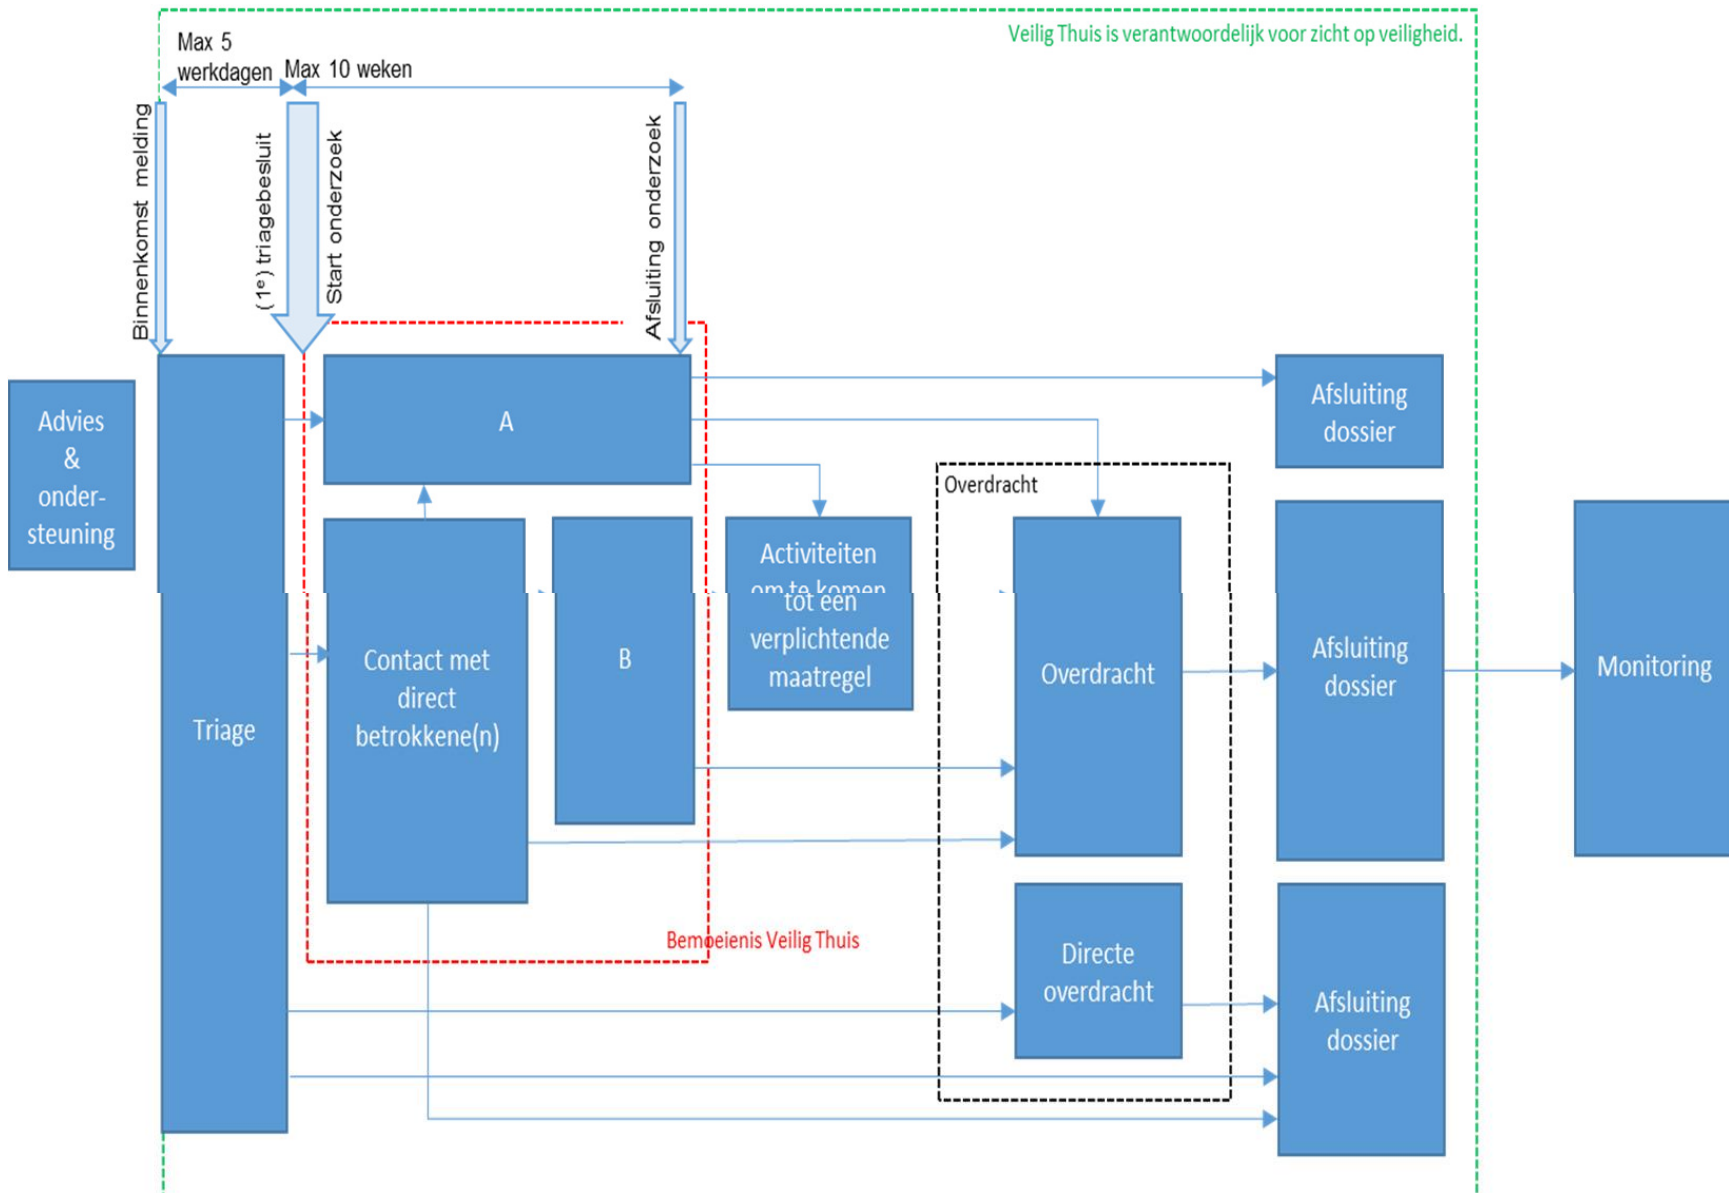 Veilig Thuis is verantwoordelijk voor zicht op veiligheid.
Max 5
werkdagen
Max 10 weken
Binnenkomst melding
(1e) triagebesluit
Start onderzoek
Afsluiting onderzoek
Advies
&
onder-
steuning
Triage
A
Contact met
direct
betrokkene(n)
B
Activiteiten
om te komen
tot een
verplichtende
maatregel
Bemoeienis Veilig Thuis
Overdracht
Overdracht
Directe
overdracht
Afsluiting
dossier
Afsluiting
dossier
Afsluiting
dossier
Monitoring